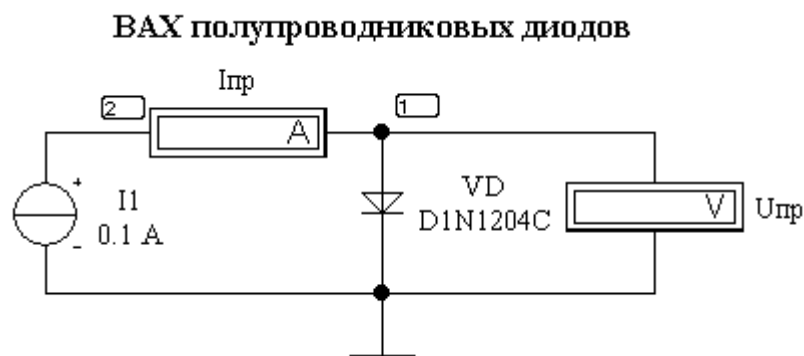 ВАХ полупроводниковых диодов
Iпр
2
1
A
+
I1
0.1 A
-
VD
D1N1204C
V
Uпр